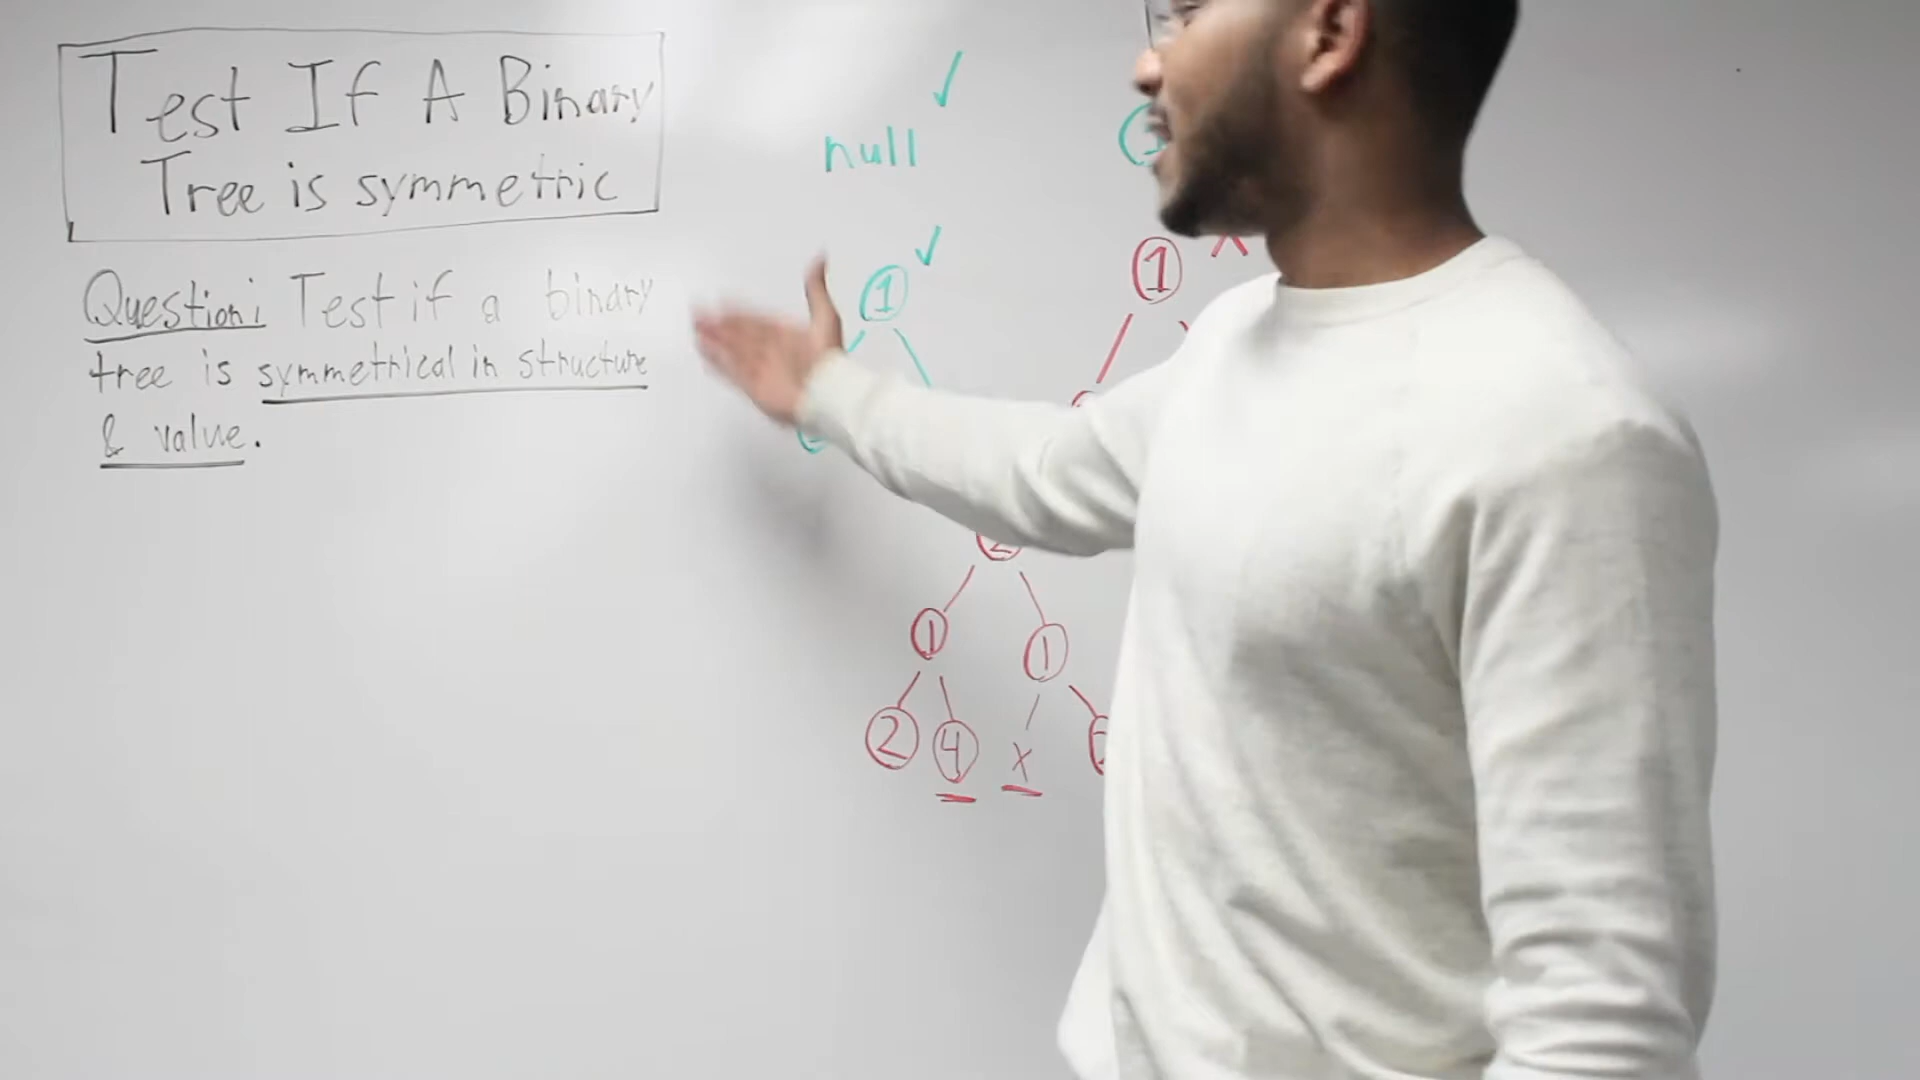 Test If A Binary
Tree is symmetric
Question: Test if a binary
tree is symmetrical in structure
& value.
✓
null
✓
1
1
2
1
1
2 4 x